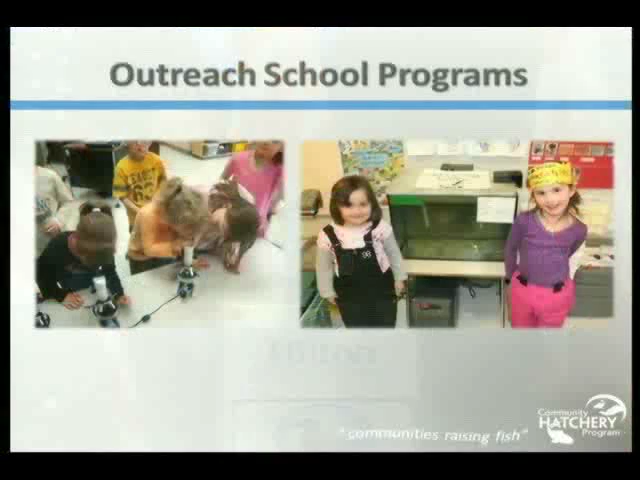 Outreach School Programs
"communities raising fish"
Community
HATCHERY
Program